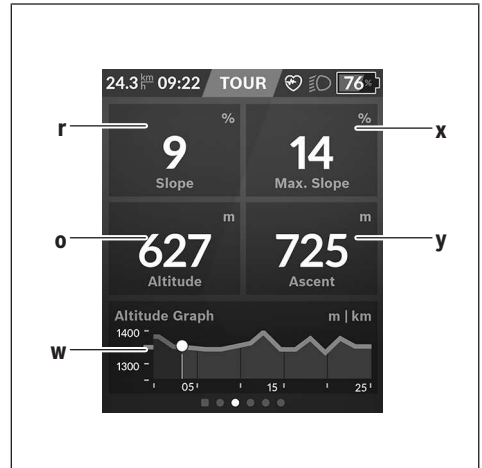 24.3 km/h 09:22 TOUR 76%
r % % x
9 14
Slope Max. Slope
o m m y
627 725
Altitude Ascent
Altitude Graph m | km
1400
w
1300
05 15 25